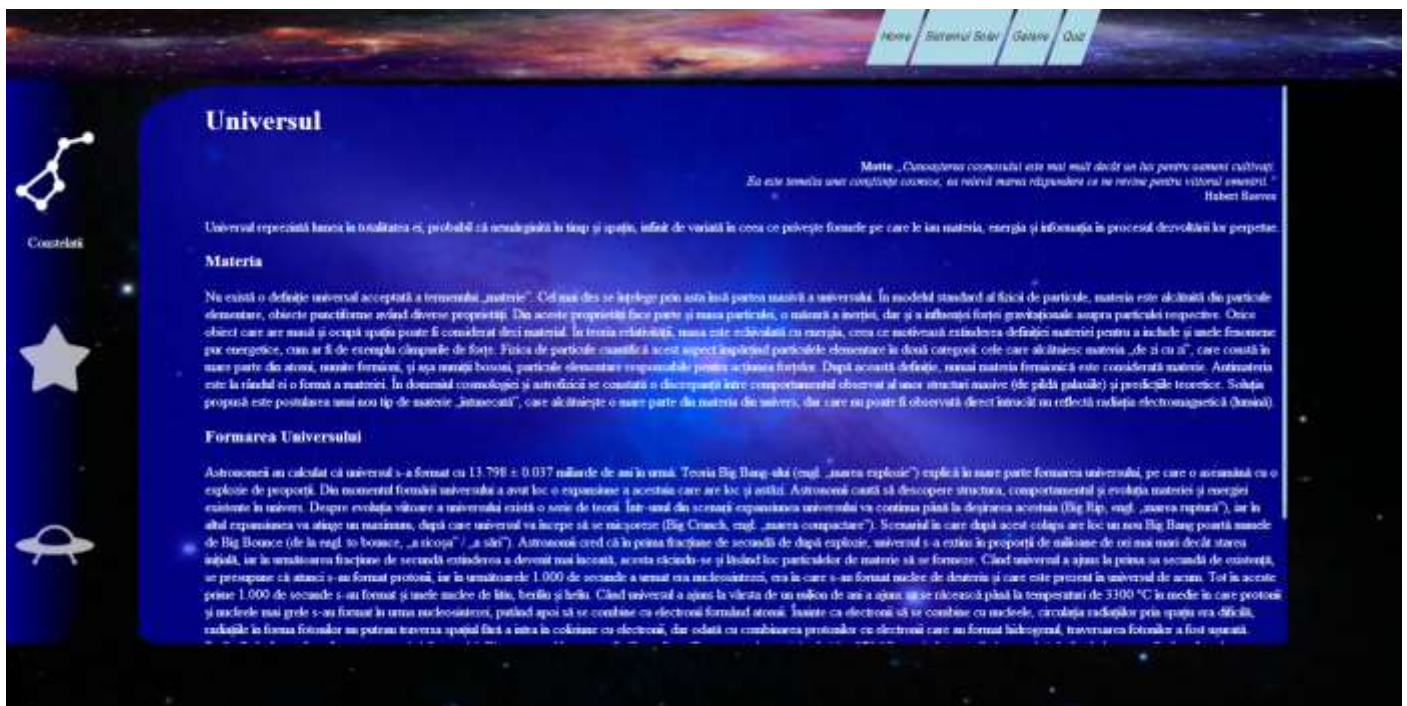 Home Sistemul Solar Galerie Quiz
Universul
Motto „Cunoașterea cosmosului este mai mult decât un lux pentru oameni cultivați.
Ea este temelia unei conștiințe cosmice, ea relevă marea răspundere ce ne revine pentru viitorul omenirii.”
Hubert Reeves
Constelatii
Universul reprezintă lumea în totalitatea ei, probabil că nemărginită în timp și spațiu, infinit de variată în ceea ce privește formele pe care le iau materia, energia și informația în procesul dezvoltării lor perpetue.
Materia
Nu există o definiție universal acceptată a termenului „materie”. Cel mai des se înțelege prin asta însă partea masivă a universului. În modelul standard al fizicii de particule, materia este alcătuită din particule
elementare, obiecte punctiforme având diverse proprietăți. Din aceste proprietăți face parte și masa particulei, o măsură a inerției, dar și a influenței forței gravitaționale asupra particulei respective. Orice
obiect care are masă și ocupă spațiu poate fi considerat deci material. În teoria relativității, masa este echivalată cu energia, ceea ce motivează extinderea definiției materiei pentru a include și unele fenomene
pur energetice, cum ar fi de exemplu câmpurile de forțe. Fizica de particule cuantifică acest aspect împărțind particulele elementare în două categorii: cele care alcătuiesc materia „de zi cu zi”, care constă în
mare parte din atomi, numite fermioni, și așa numiții bosoni, particule elementare responsabile pentru acțiunea forțelor. După această definiție, numai materia fermionică este considerată materie. Antimateria
este la rândul ei o formă a materiei. În domeniul cosmologiei și astrofizicii se constată o discrepanță între comportamentul observat al unor structuri masive (de pildă galaxiile) și predicțiile teoretice. Soluția
propusă este postularea unui nou tip de materie „întunecată”, care alcătuiește o mare parte din materia din univers, dar care nu poate fi observată direct întrucât nu reflectă radiația electromagnetică (lumină).
Formarea Universului
Astronomii au calculat că universul s-a format cu 13.798 ± 0.037 miliarde de ani în urmă. Teoria Big Bang-ului (engl. „marea explozie”) explică în mare parte formarea universului, pe care o aseamănă cu o
explozie de proporții. Din momentul formării universului a avut loc o expansiune a acestuia care are loc și astăzi. Astronomii caută să descopere structura, comportamentul și evoluția materiei și energiei
existente în univers. Despre evoluția viitoare a universului există o serie de teorii. Într-unul din scenarii expansiunea universului va continua până la deșirarea acestuia (Big Rip, engl. „marea ruptură”), iar în
altul expansiunea va atinge un maximum, după care universul va începe să se micșoreze (Big Crunch, engl. „marea compactare”). Scenariul în care după acest colaps are loc un nou Big Bang poartă numele
de Big Bounce (de la engl. to bounce, „a ricoșa” / „a sări”). Astronomii cred că în prima fracțiune de secundă de după explozie, universul s-a extins în proporții de milioane de ori mai mari decât starea
inițială, iar în următoarea fracțiune de secundă extinderea a devenit mai înceată, acesta răcindu-se și lăsând loc particulelor de materie să se formeze. Când universul a ajuns la prima sa secundă de existență,
se presupune că atunci s-au format protonii, iar în următoarele 1.000 de secunde a urmat era nucleosintezei, era în care s-au format nuclee de deuteriu și care este prezent în universul de acum. Tot în aceste
prime 1.000 de secunde s-au format și unele nuclee de litiu, beriliu și heliu. Când universul a ajuns la vârsta de un milion de ani a ajuns să se răcească până la temperaturi de 3300 °C în medie în care protonii
și nucleele mai grele s-au format în urma nucleosintezei, putând apoi să se combine cu electronii formând atomii. Înainte ca electronii să se combine cu nucleele, circulația radiațiilor prin spațiu era dificilă,
radiațiile în forma fotonilor nu puteau traversa spațiul fără a intra în coliziune cu electronii, dar odată cu combinarea protonilor cu electronii care au format hidrogenul, traversarea fotonilor a fost ușurată.